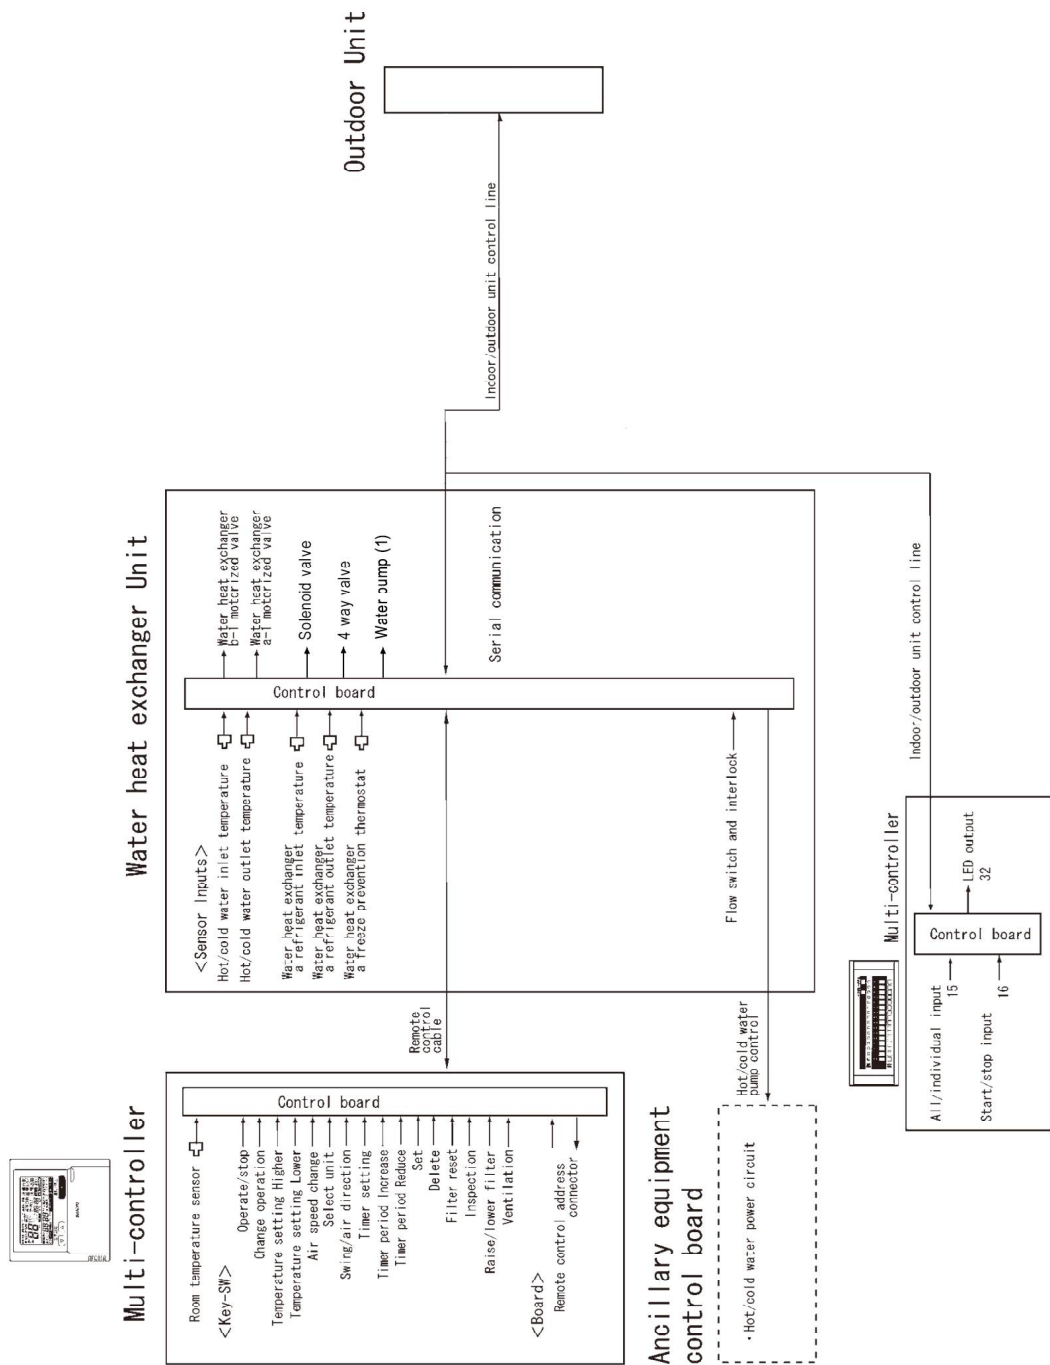 Multi-controller
Room temperature sensor
<Key-SW>
Operate/stop
Change operation
Temperature setting Higher
Temperature setting Lower
Air speed change
Select unit
Swing/air direction
Timer setting
Timer period Increase
Timer period Reduce
Set
Delete
Filter reset
Inspection
Raise/lower filter
Ventilation
<Board>
Remote control address
connector
Control board
Remote
control
cable
Ancillary equipment
control board
・Hot/cold water power circuit
Hot/cold water
pump control
Water heat exchanger Unit
<Sensor Inputs>
Hot/cold water inlet temperature
Hot/cold water outlet temperature
Water heat exchanger
a refrigerant inlet temperature
Water heat exchanger
a refrigerant outlet temperature
Water heat exchanger
a freeze prevention thermostat
Flow switch and interlock
Control board
Water heat exchanger
b-1 motorized valve
Water heat exchanger
a-1 motorized valve
Solenoid valve
4 way valve
Water pump (1)
Serial communication
Outdoor Unit
Incoor/outdoor unit control line
Indoor/outdoor unit control line
Multi-controller
All/individual input
15
Start/stop input
16
Control board
LED output
32